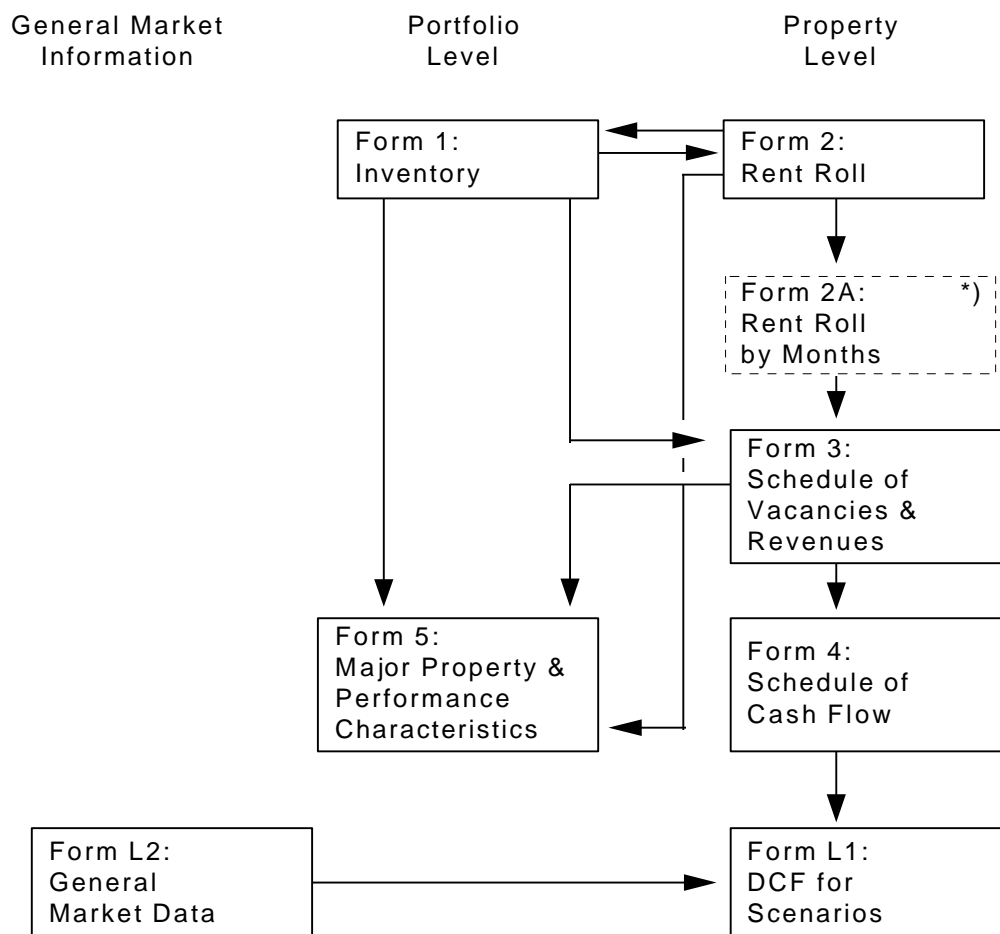 General Market
Information
Portfolio
Level
Property
Level
Form 1:
Inventory
Form 2:
Rent Roll
Form 2A: *)
Rent Roll
by Months
Form 3:
Schedule of
Vacancies &
Revenues
Form 5:
Major Property &
Performance
Characteristics
Form 4:
Schedule of
Cash Flow
Form L2:
General
Market Data
Form L1:
DCF for
Scenarios